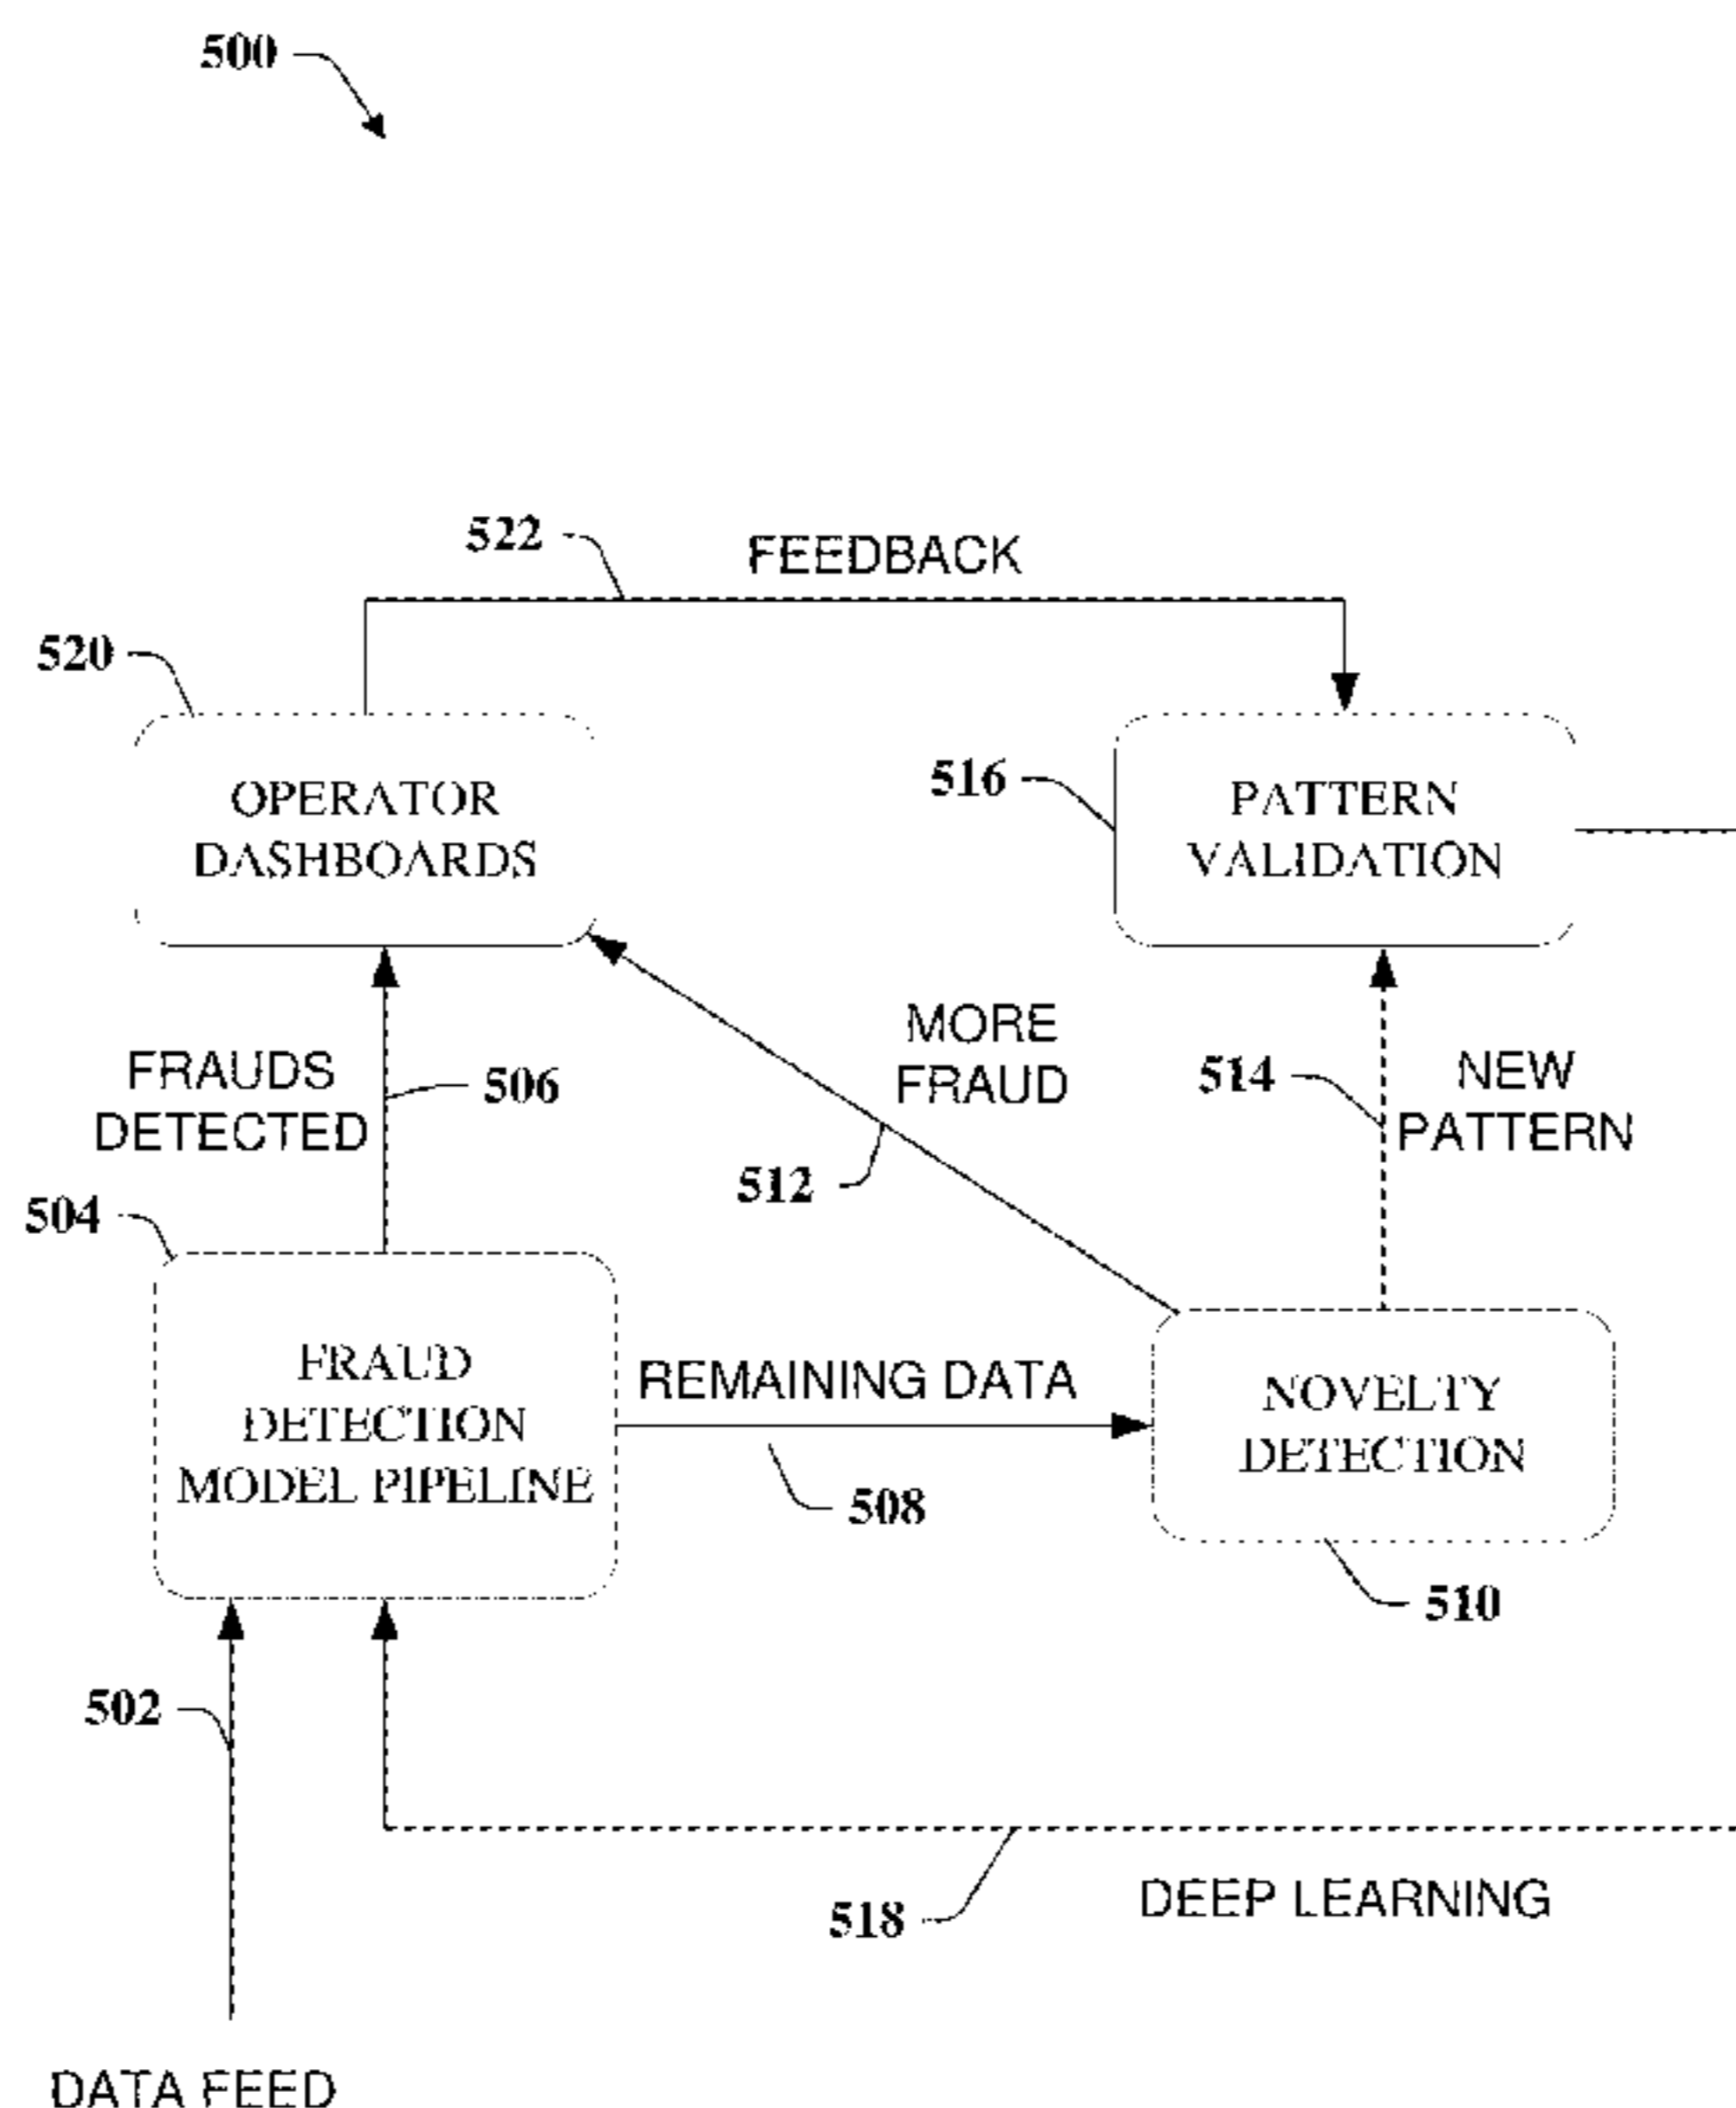 500
522
FEEDBACK
520
OPERATOR
DASHBOARDS
516
PATTERN
VALIDATION
FRAUDS
DETECTED
506
MORE
FRAUD
512
514
NEW
PATTERN
504
FRAUD
DETECTION
MODEL PIPELINE
REMAINING DATA
508
NOVELTY
DETECTION
510
502
518
DEEP LEARNING
DATA FEED